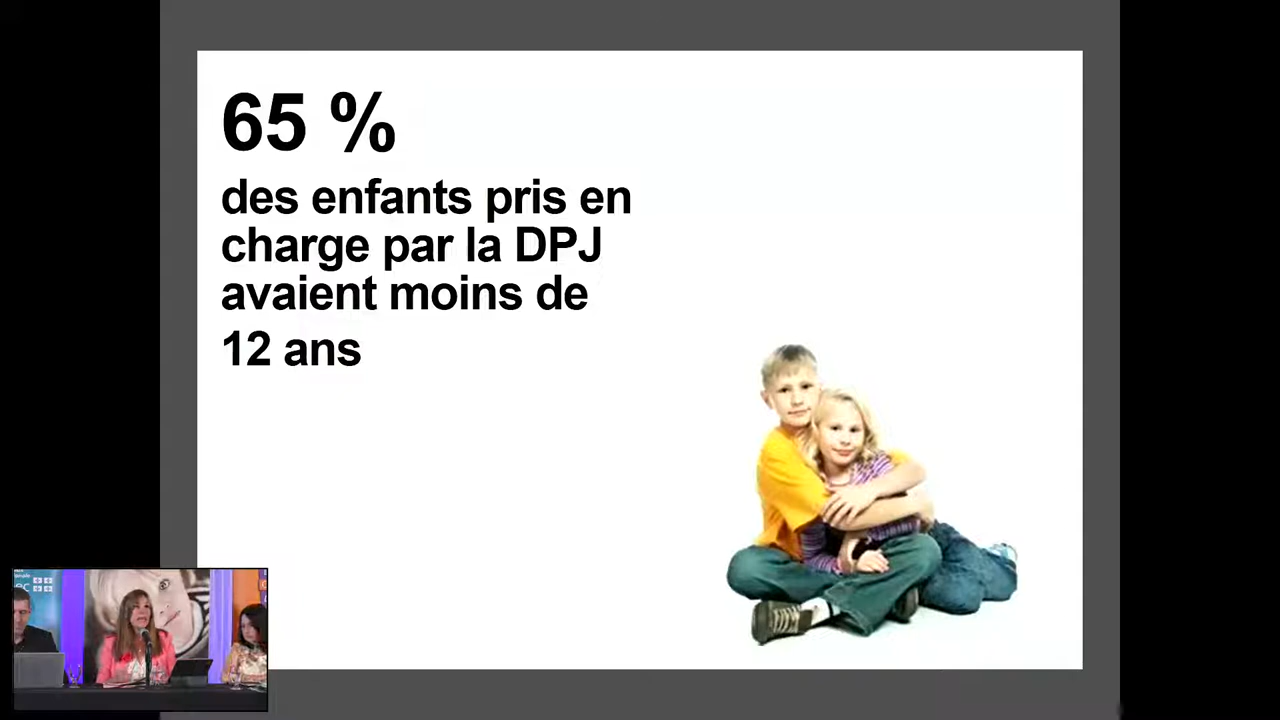 65 %
des enfants pris en
charge par la DPJ
avaient moins de
12 ans